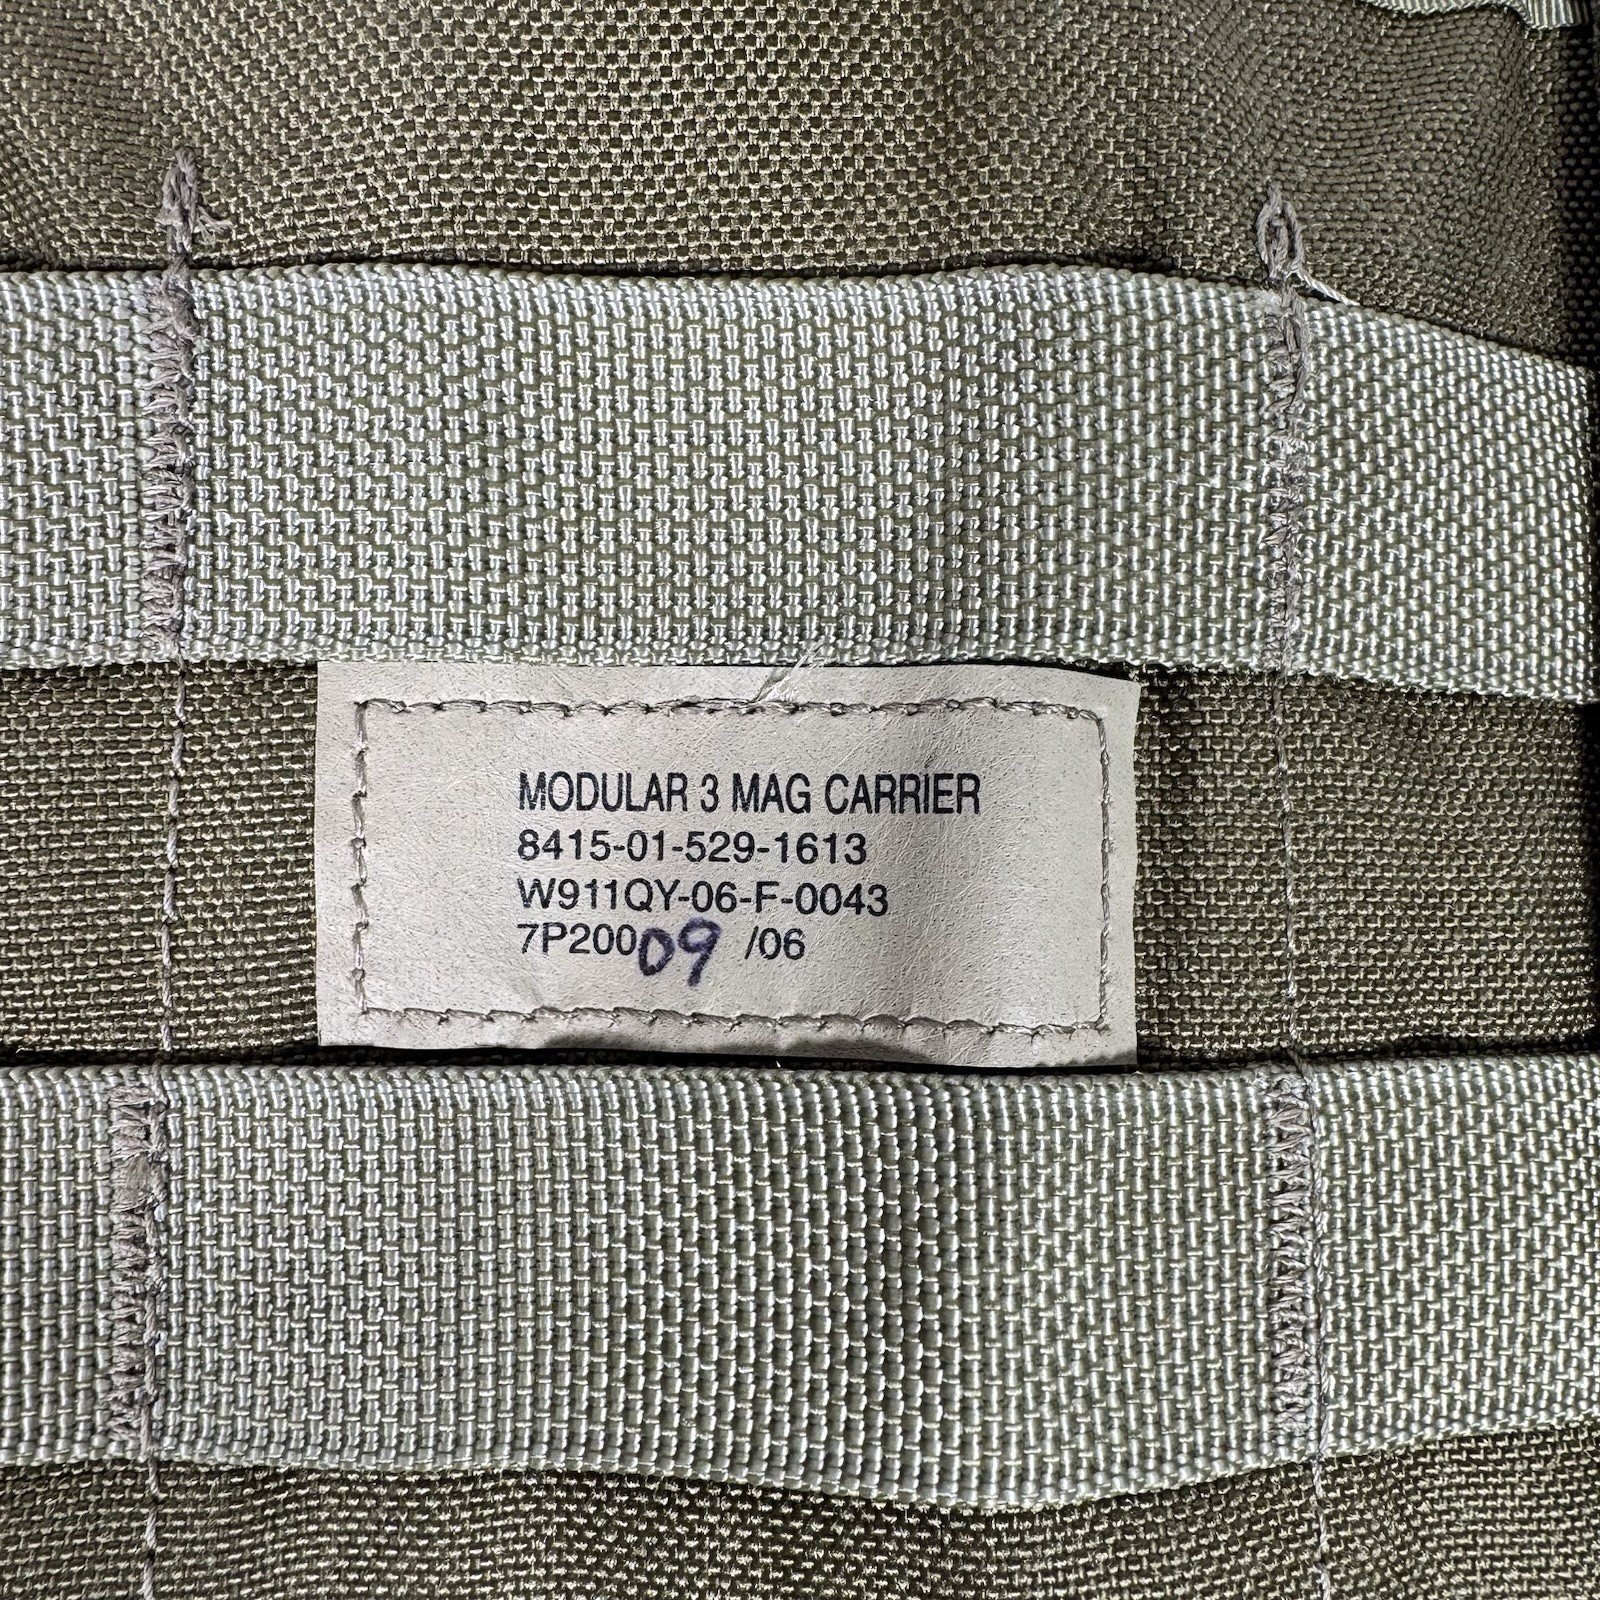 MODULAR 3 MAG CARRIER
8415-01-529-1613
W911QY-06-F-0043
7P20009 /06